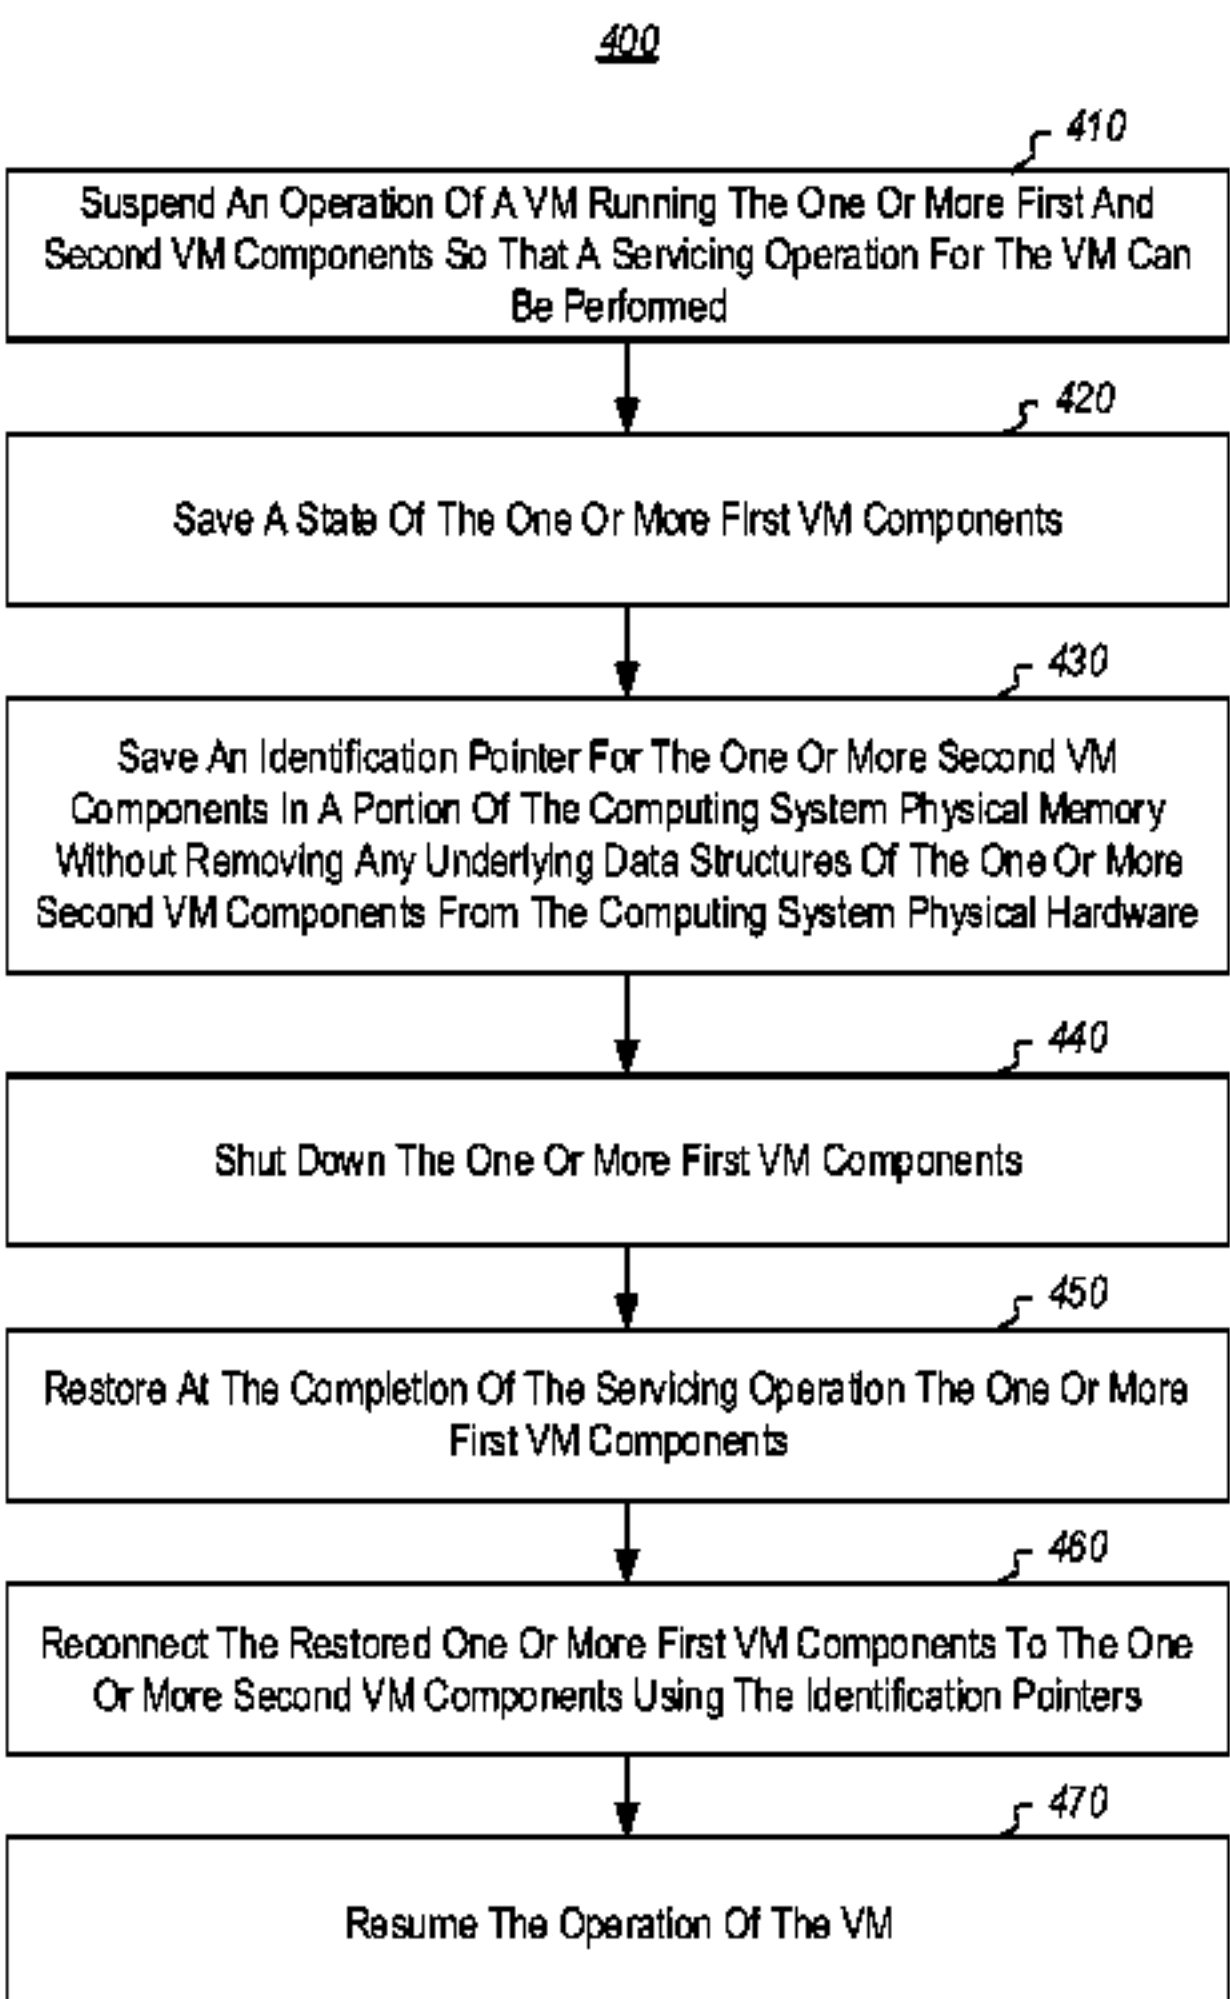 400
410
Suspend An Operation Of A VM Running The One Or More First And
Second VM Components So That A Servicing Operation For The VM Can
Be Performed
420
Save A State Of The One Or More First VM Components
430
Save An Identification Pointer For The One Or More Second VM
Components In A Portion Of The Computing System Physical Memory
Without Removing Any Underlying Data Structures Of The One Or More
Second VM Components From The Computing System Physical Hardware
440
Shut Down The One Or More First VM Components
450
Restore At The Completion Of The Servicing Operation The One Or More
First VM Components
460
Reconnect The Restored One Or More First VM Components To The One
Or More Second VM Components Using The Identification Pointers
470
Resume The Operation Of The VM